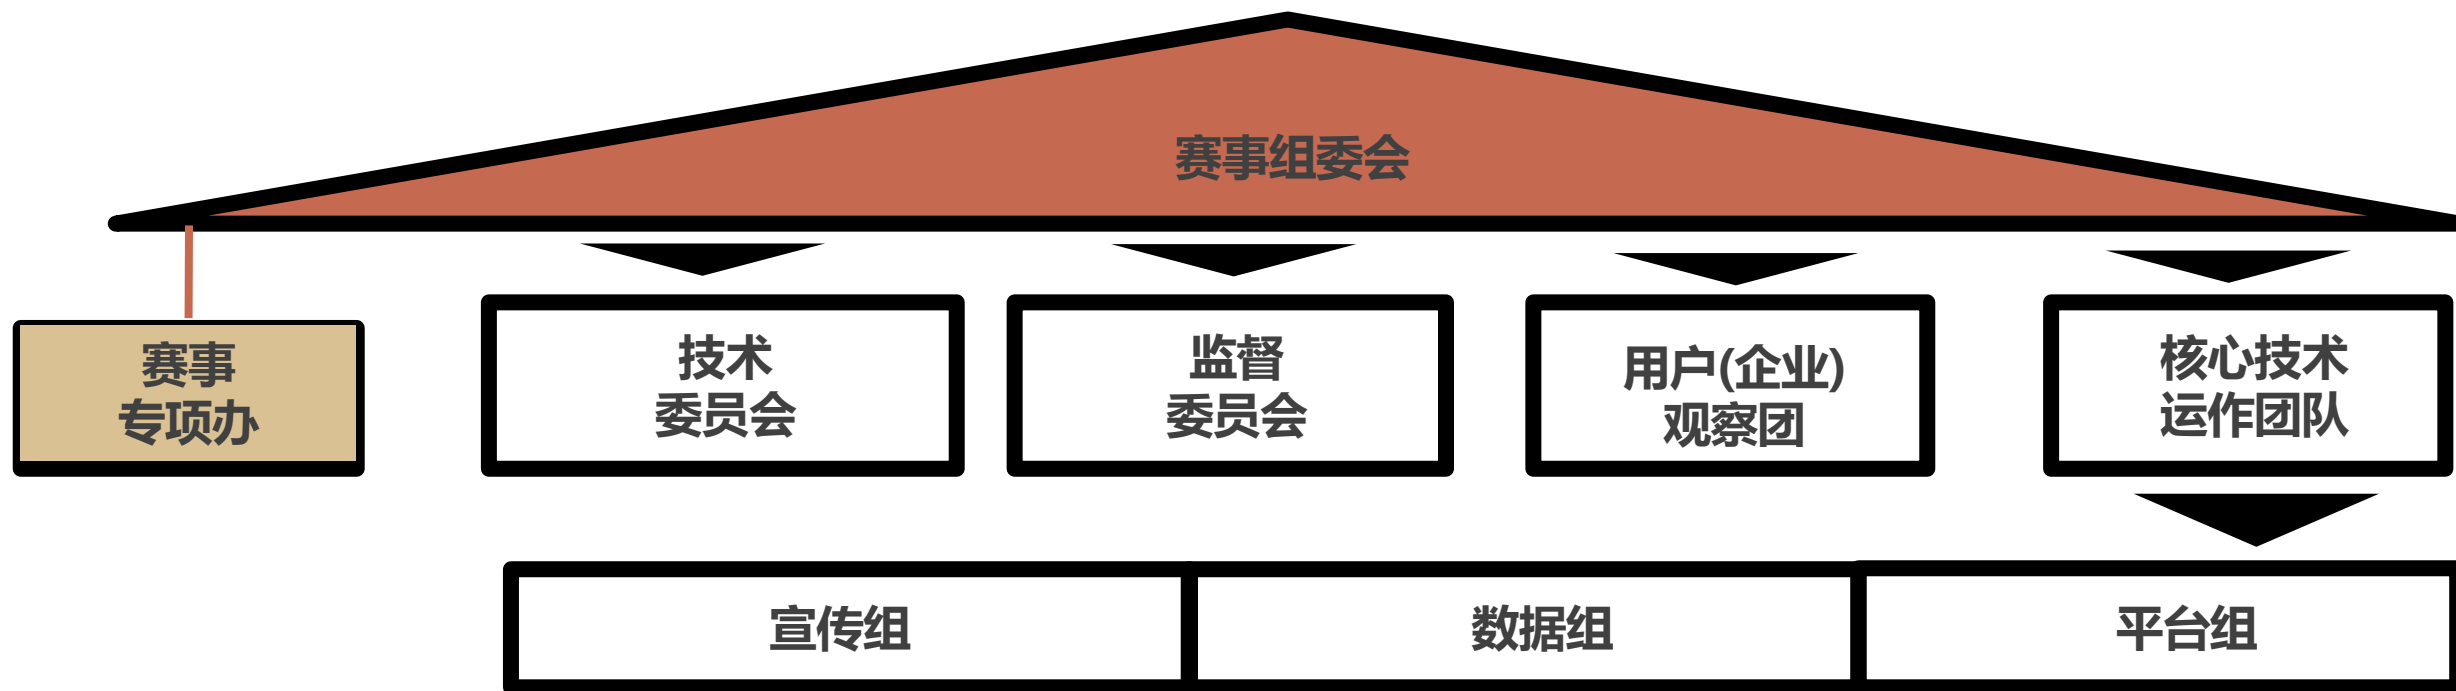 赛事组委会
赛事
专项办
技术
委员会
监督
委员会
用户(企业)
观察团
核心技术
运作团队
宣传组
数据组
平台组